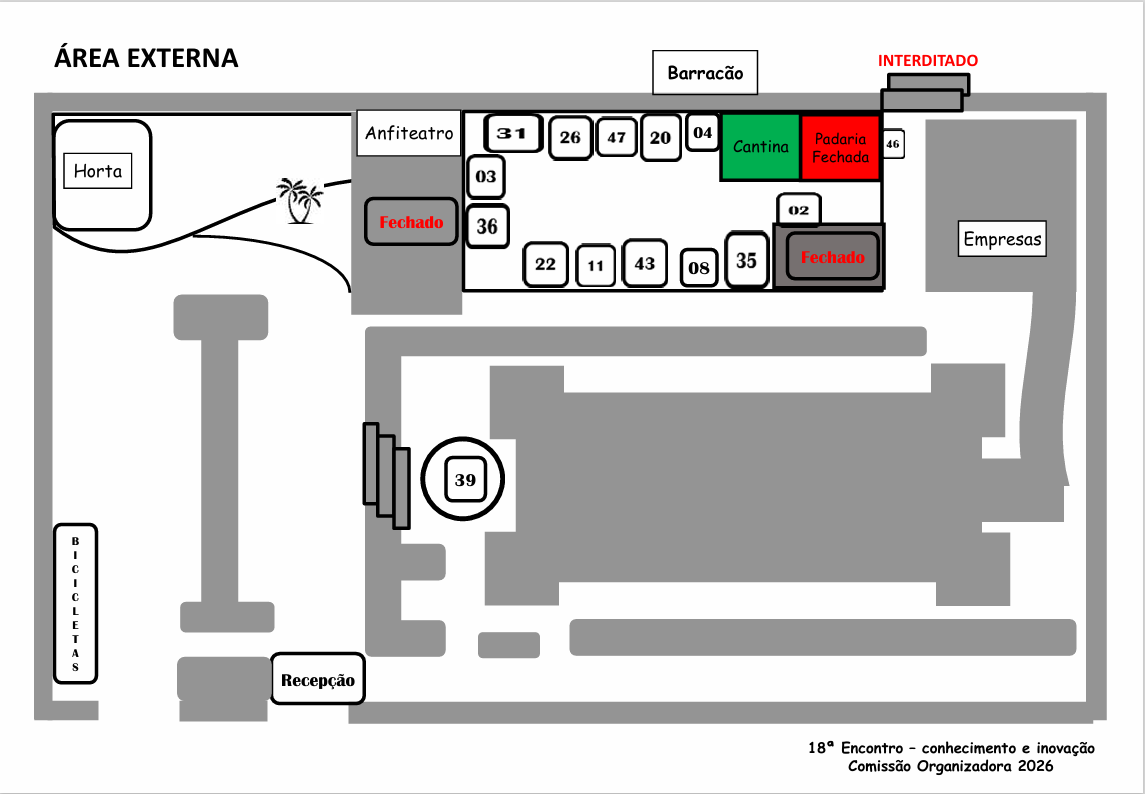 ÁREA EXTERNA
Barracão
INTERDITADO
Anfiteatro
31
26
47
20
04
Cantina
Padaria
Fechada
46
Horta
03
Fechado
36
02
22
11
43
08
35
Fechado
Empresas
39
B
I
C
I
C
L
E
T
A
S
Recepção
18ª Encontro – conhecimento e inovação
Comissão Organizadora 2026